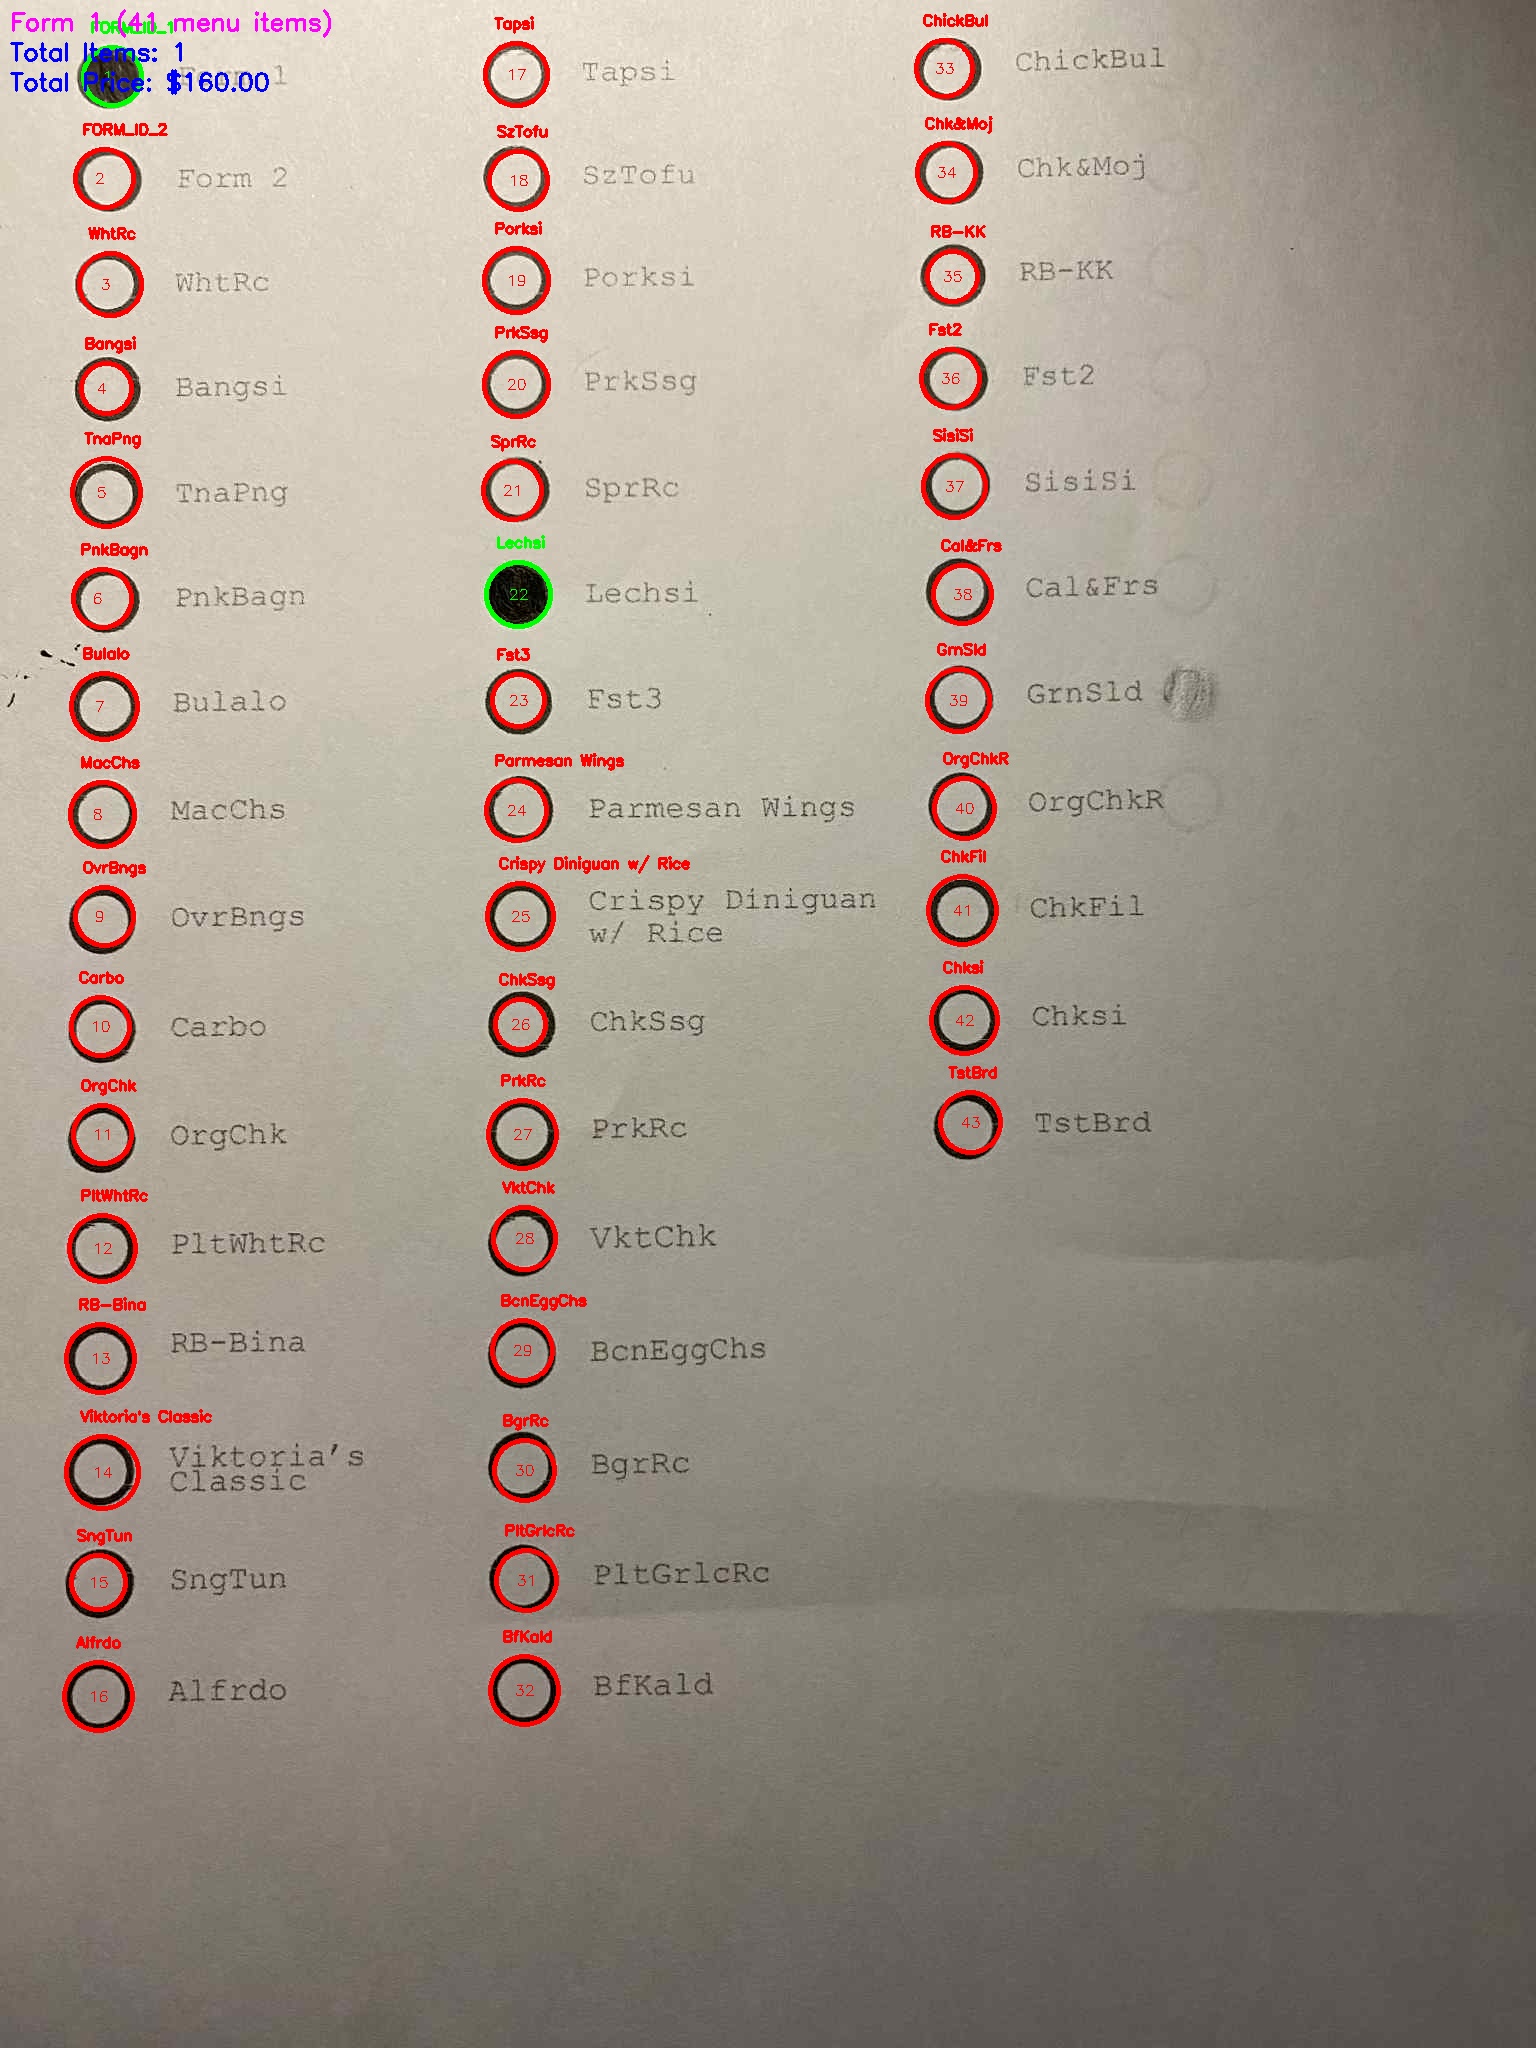 Form 1 (41 menu items)
FORM_ID_1
Total Items: 1
Total Price: $160.00
1 Form 1
FORM_ID_2
2 Form 2
WhtRc
3 WhtRc
Bangsi
4 Bangsi
TnaPng
5 TnaPng
PnkBagn
6 PnkBagn
Bulalo
7 Bulalo
MacChs
8 MacChs
OvrBngs
9 OvrBngs
Carbo
10 Carbo
OrgChk
11 OrgChk
PltWhtRc
12 PltWhtRc
RB-Bina
13 RB-Bina
Viktoria's Classic
14 Viktoria's
Classic
SngTun
15 SngTun
Alfrdo
16 Alfrdo
Tapsi
17 Tapsi
SzTofu
18 SzTofu
Porksi
19 Porksi
PrkSsg
20 PrkSsg
SprRc
21 SprRc
Lechsi
22 Lechsi
Fst3
23 Fst3
Parmesan Wings
24 Parmesan Wings
Crispy Diniguan w/ Rice
25 Crispy Diniguan
w/ Rice
ChkSsg
26 ChkSsg
PrkRc
27 PrkRc
VktChk
28 VktChk
BcnEggChs
29 BcnEggChs
BgrRc
30 BgrRc
PltGrlcRc
31 PltGrlcRc
BfKald
32 BfKald
ChickBul
33 ChickBul
Chk&Moj
34 Chk&Moj
RB-KK
35 RB-KK
Fst2
36 Fst2
SisiSi
37 SisiSi
Cal&Frs
38 Cal&Frs
GrnSld
39 GrnSld
OrgChkR
40 OrgChkR
ChkFil
41 ChkFil
Chksi
42 Chksi
TstBrd
43 TstBrd